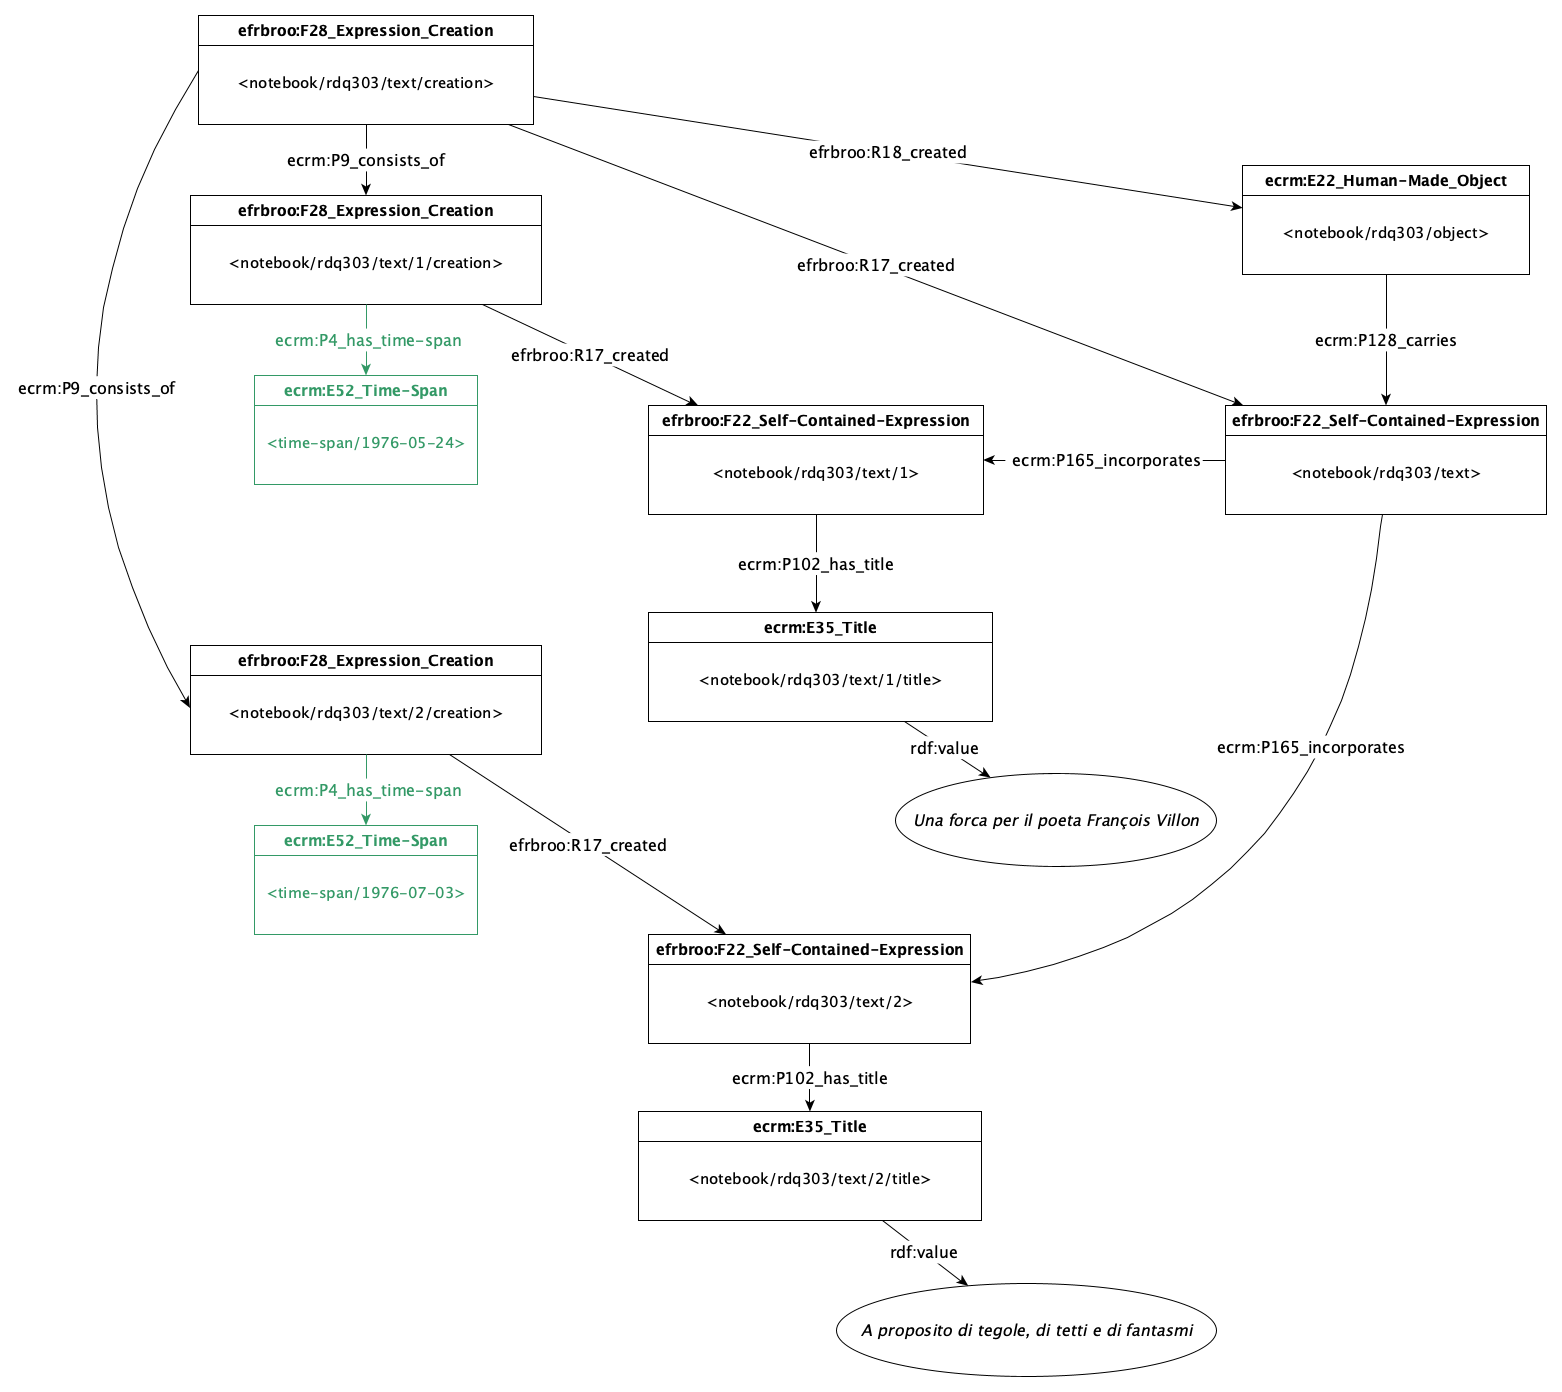 efrbroo:F28_Expression_Creation
<notebook/rdq303/text/creation>
efrbroo:R18_created
ecrm:P9_consists_of
ecrm:E22_Human-Made_Object
<notebook/rdq303/object>
efrbroo:F28_Expression_Creation
<notebook/rdq303/text/1/creation>
efrbroo:R17_created
ecrm:P4_has_time-span
efrbroo:R17_created
ecrm:P128_carries
ecrm:P9_consists_of
ecrm:E52_Time-Span
<time-span/1976-05-24>
efrbroo:F22_Self-Contained-Expression
<notebook/rdq303/text/1>
ecrm:P165_incorporates
efrbroo:F22_Self-Contained-Expression
<notebook/rdq303/text>
ecrm:P102_has_title
ecrm:E35_Title
<notebook/rdq303/text/1/title>
efrbroo:F28_Expression_Creation
<notebook/rdq303/text/2/creation>
rdf:value
ecrm:P165_incorporates
ecrm:P4_has_time-span
Una forca per il poeta François Villon
ecrm:E52_Time-Span
<time-span/1976-07-03>
efrbroo:R17_created
efrbroo:F22_Self-Contained-Expression
<notebook/rdq303/text/2>
ecrm:P102_has_title
ecrm:E35_Title
<notebook/rdq303/text/2/title>
rdf:value
A proposito di tegole, di tetti e di fantasmi